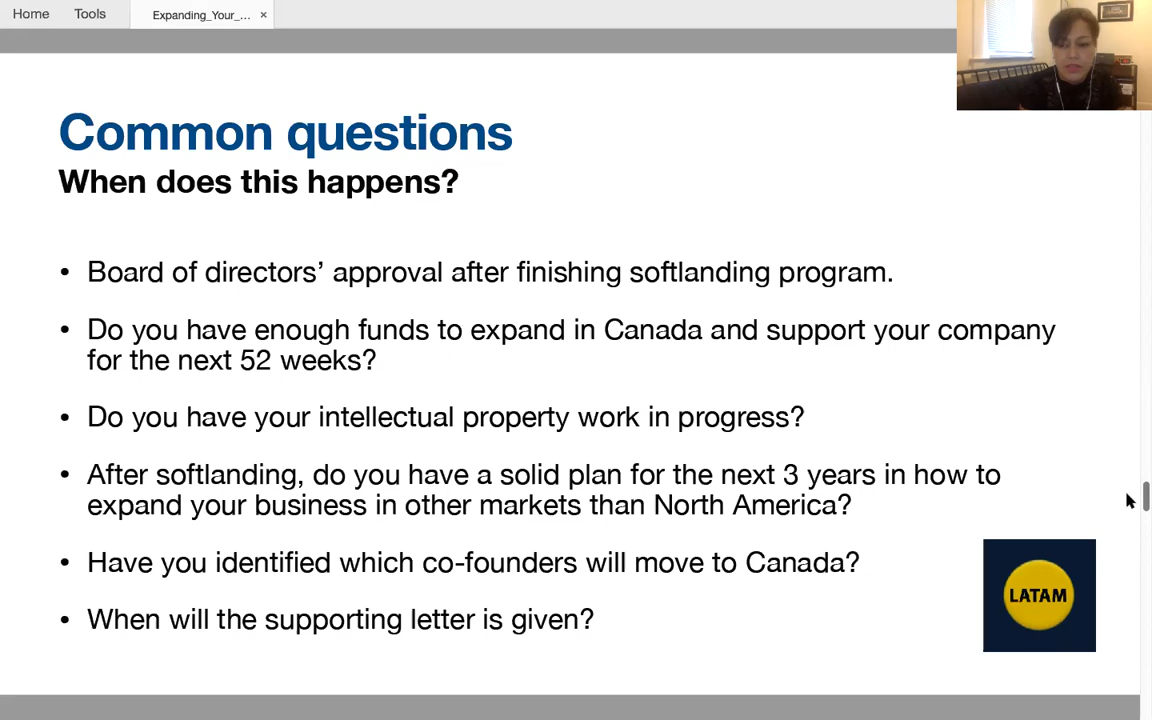 Home Tools Expanding_Your_... ×
Common questions
When does this happens?
• Board of directors’ approval after finishing softlanding program.
• Do you have enough funds to expand in Canada and support your company
for the next 52 weeks?
• Do you have your intellectual property work in progress?
• After softlanding, do you have a solid plan for the next 3 years in how to
expand your business in other markets than North America?
• Have you identified which co-founders will move to Canada?
• When will the supporting letter is given?
LATAM